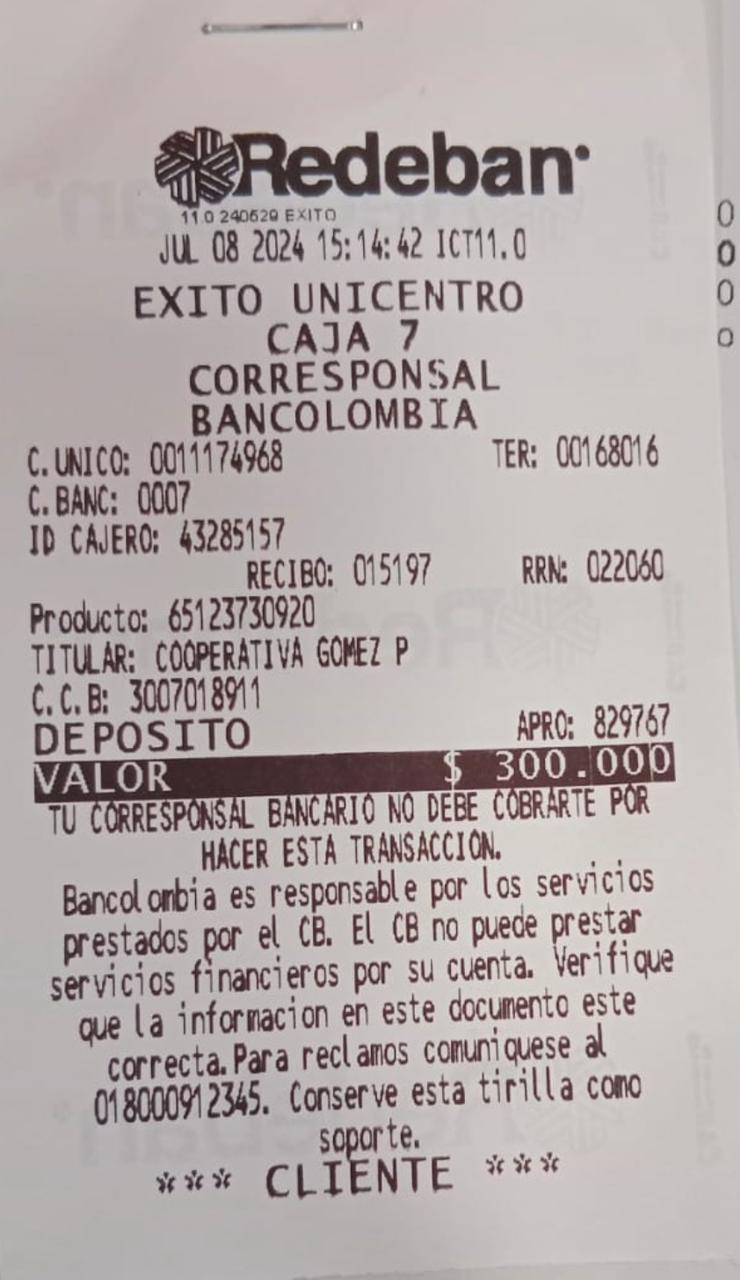 Redeban
11.0 240529 EXITO
JUL 08 2024 15:14:42 ICT11.0
EXITO UNICENTRO
CAJA 7
CORRESPONSAL
BANCOLOMBIA
C.UNICO: 0011174968 TER: 00168016
C.BANC: 0007
ID CAJERO: 43285157
RECIBO: 015197 RRN: 022060
Producto: 65123730920
TITULAR: COOPERATIVA GOMEZ P
C.C.B: 3007018911
DEPOSITO APRO: 829767
VALOR $ 300.000
TU CORRESPONSAL BANCARIO NO DEBE COBRARTE POR
HACER ESTA TRANSACCION.
Bancolombia es responsable por los servicios
prestados por el CB. El CB no puede prestar
servicios financieros por su cuenta. Verifique
que la informacion en este documento este
correcta.Para reclamos comuniquese al
018000912345. Conserve esta tirilla como
soporte.
*** CLIENTE ***